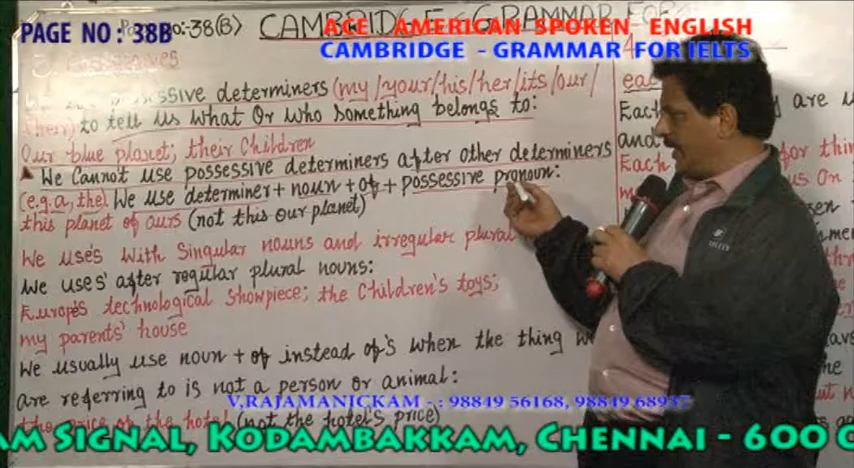 PAGE NO : 38B
38(B)
CAMBRIDGE - GRAMMAR FOR
ACE AMERICAN SPOKEN ENGLISH
CAMBRIDGE - GRAMMAR FOR IELTS
possessive determiners (my/your/his/her/its/our/
their) to tell us what Or who something belongs to:
Our blue planet; their Children
We Cannot use possessive determiners after other determiners
(e.g. a, the). We use determiner + noun + of + possessive pronoun:
this planet of ours (not this our planet)
We use 's with Singular nouns and irregular plural
We use s' after regular plural nouns:
Europe's technological showpiece; the Children's toys;
my parents' house
We usually use noun + of instead of 's when the thing
are referring to is not a person or animal:
the price of the hotel (not the hotel's price)
V,RAJAMANICKAM - : 98849 56168, 98849 68937
AM SIGNAL, KODAMBAKKAM, CHENNAI - 600 0